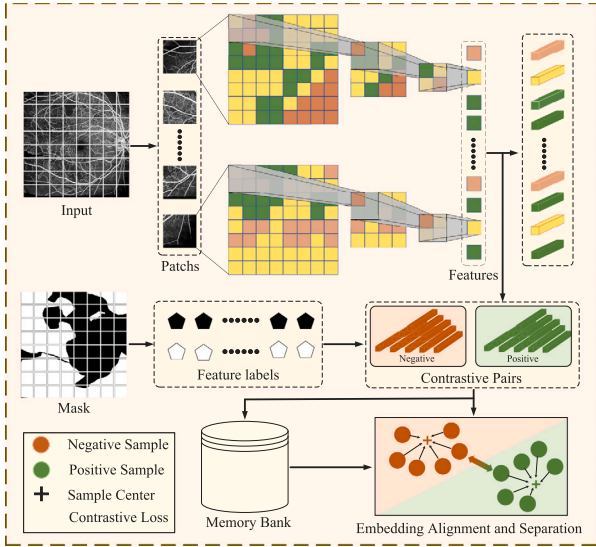 Input
Patchs
Features
Mask
Feature labels
Negative
Positive
Contrastive Pairs
Negative Sample
Positive Sample
Sample Center
Contrastive Loss
Memory Bank
Embedding Alignment and Separation